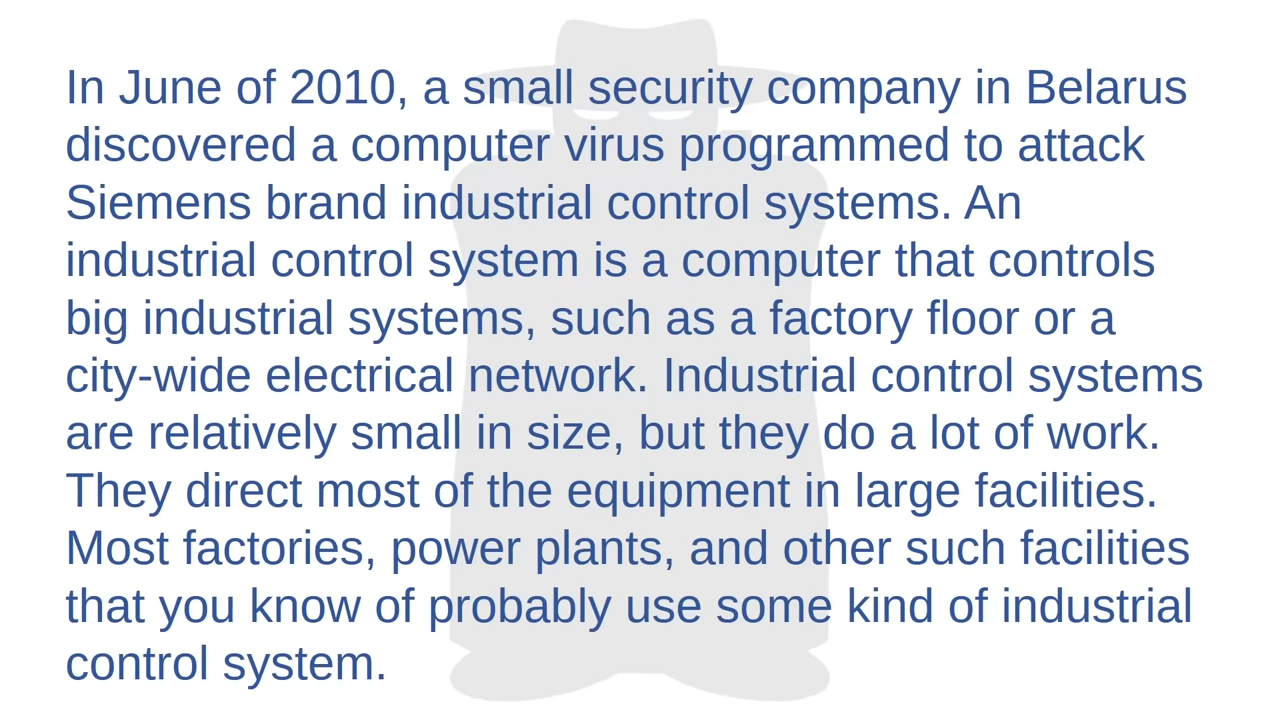 In June of 2010, a small security company in Belarus
discovered a computer virus programmed to attack
Siemens brand industrial control systems. An
industrial control system is a computer that controls
big industrial systems, such as a factory floor or a
city-wide electrical network. Industrial control systems
are relatively small in size, but they do a lot of work.
They direct most of the equipment in large facilities.
Most factories, power plants, and other such facilities
that you know of probably use some kind of industrial
control system.